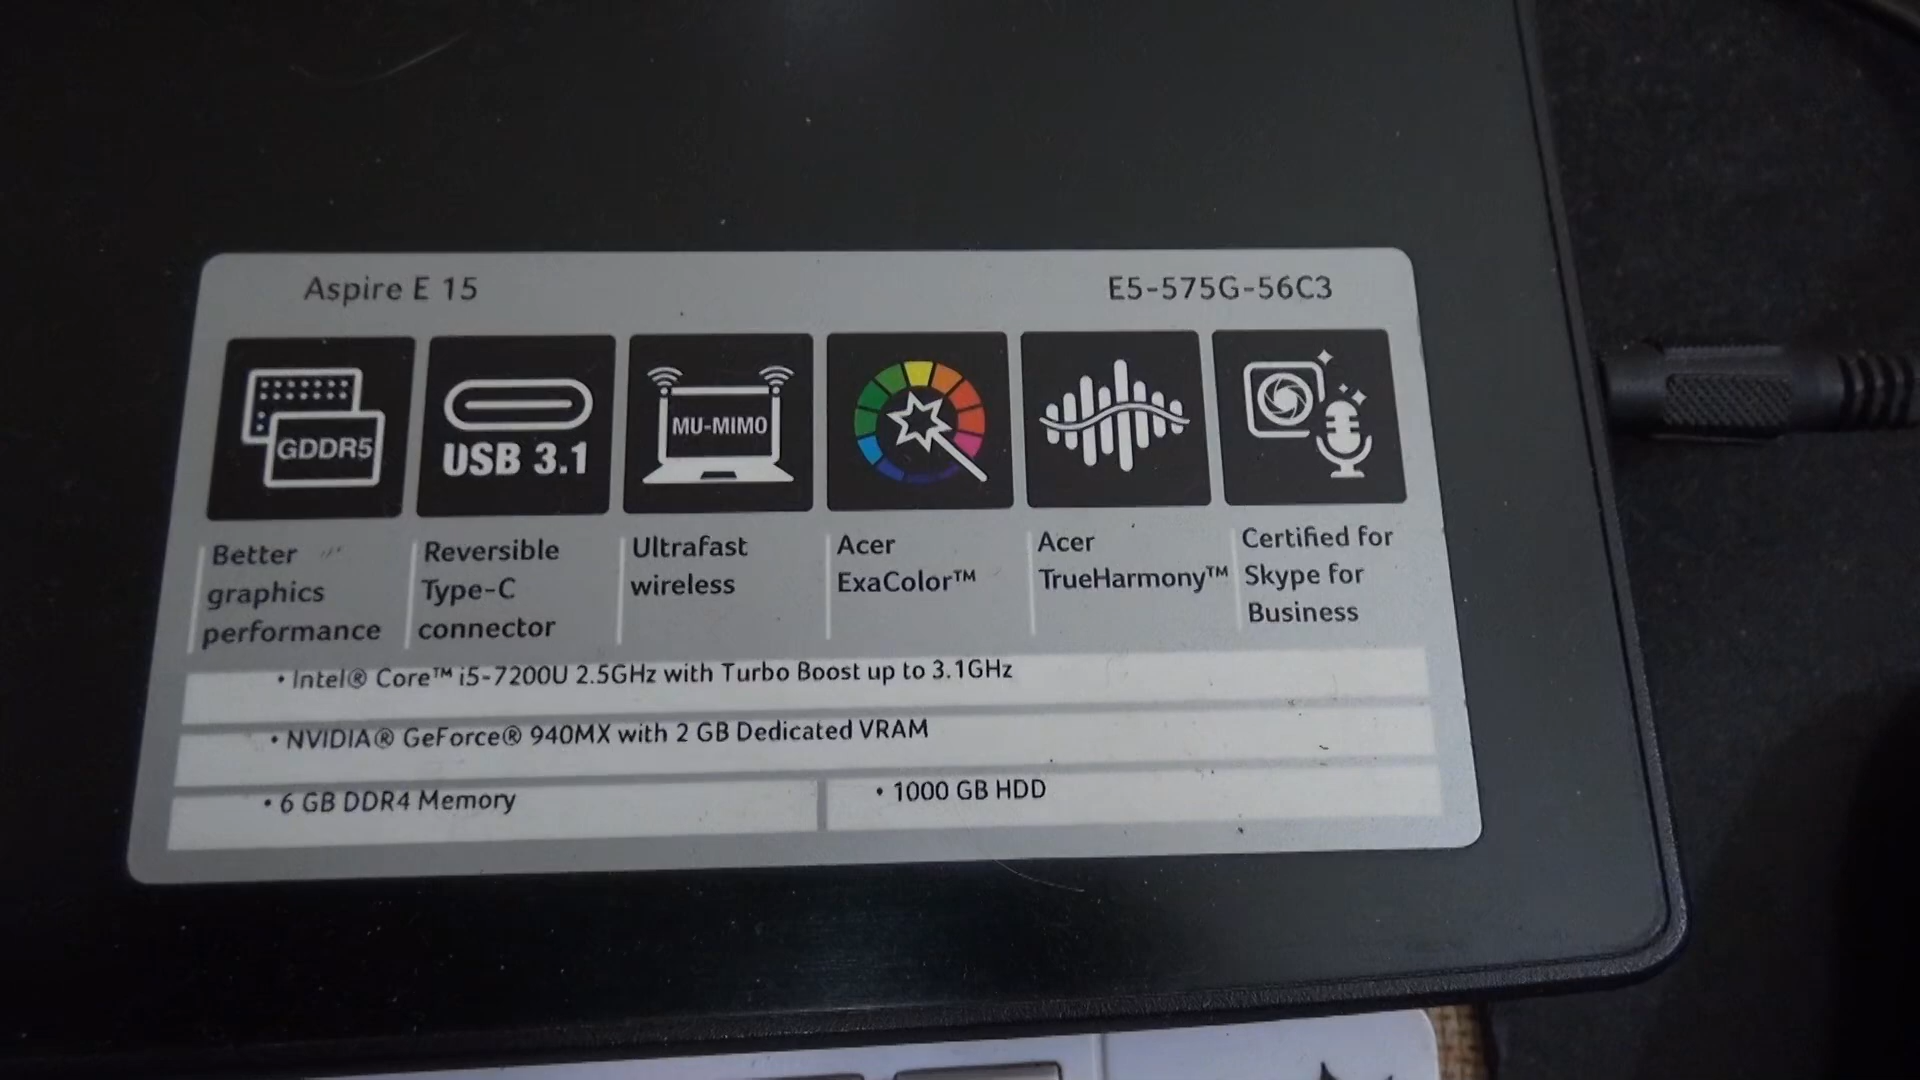 Aspire E 15
E5-575G-56C3
GDDR5
USB 3.1
MU-MIMO
Better
graphics
performance
Reversible
Type-C
connector
Ultrafast
wireless
Acer
ExaColor™
Acer
TrueHarmony™
Certified for
Skype for
Business
• Intel® Core™ i5-7200U 2.5GHz with Turbo Boost up to 3.1GHz
• NVIDIA® GeForce® 940MX with 2 GB Dedicated VRAM
• 6 GB DDR4 Memory
• 1000 GB HDD